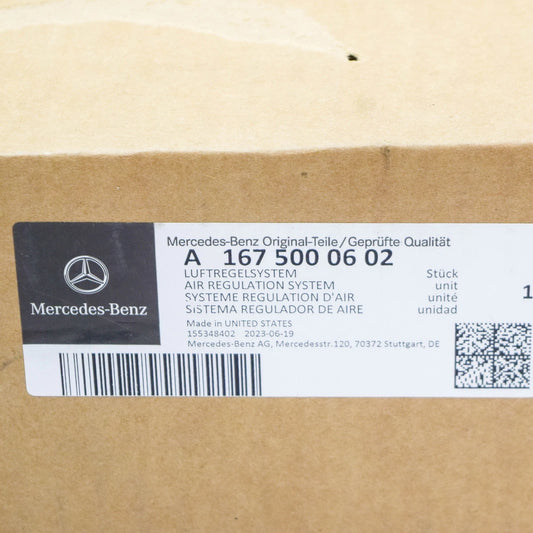 Mercedes-Benz
Mercedes-Benz Original-Teile/Geprüfte Qualität
A 167 500 06 02
LUFTREGELSYSTEM Stück
AIR REGULATION SYSTEM unit
SYSTEME REGULATION D'AIR unité
SISTEMA REGULADOR DE AIRE unidad
1
Made in UNITED STATES
155348402 2023-06-19
Mercedes-Benz AG, Mercedesstr.120, 70372 Stuttgart, DE